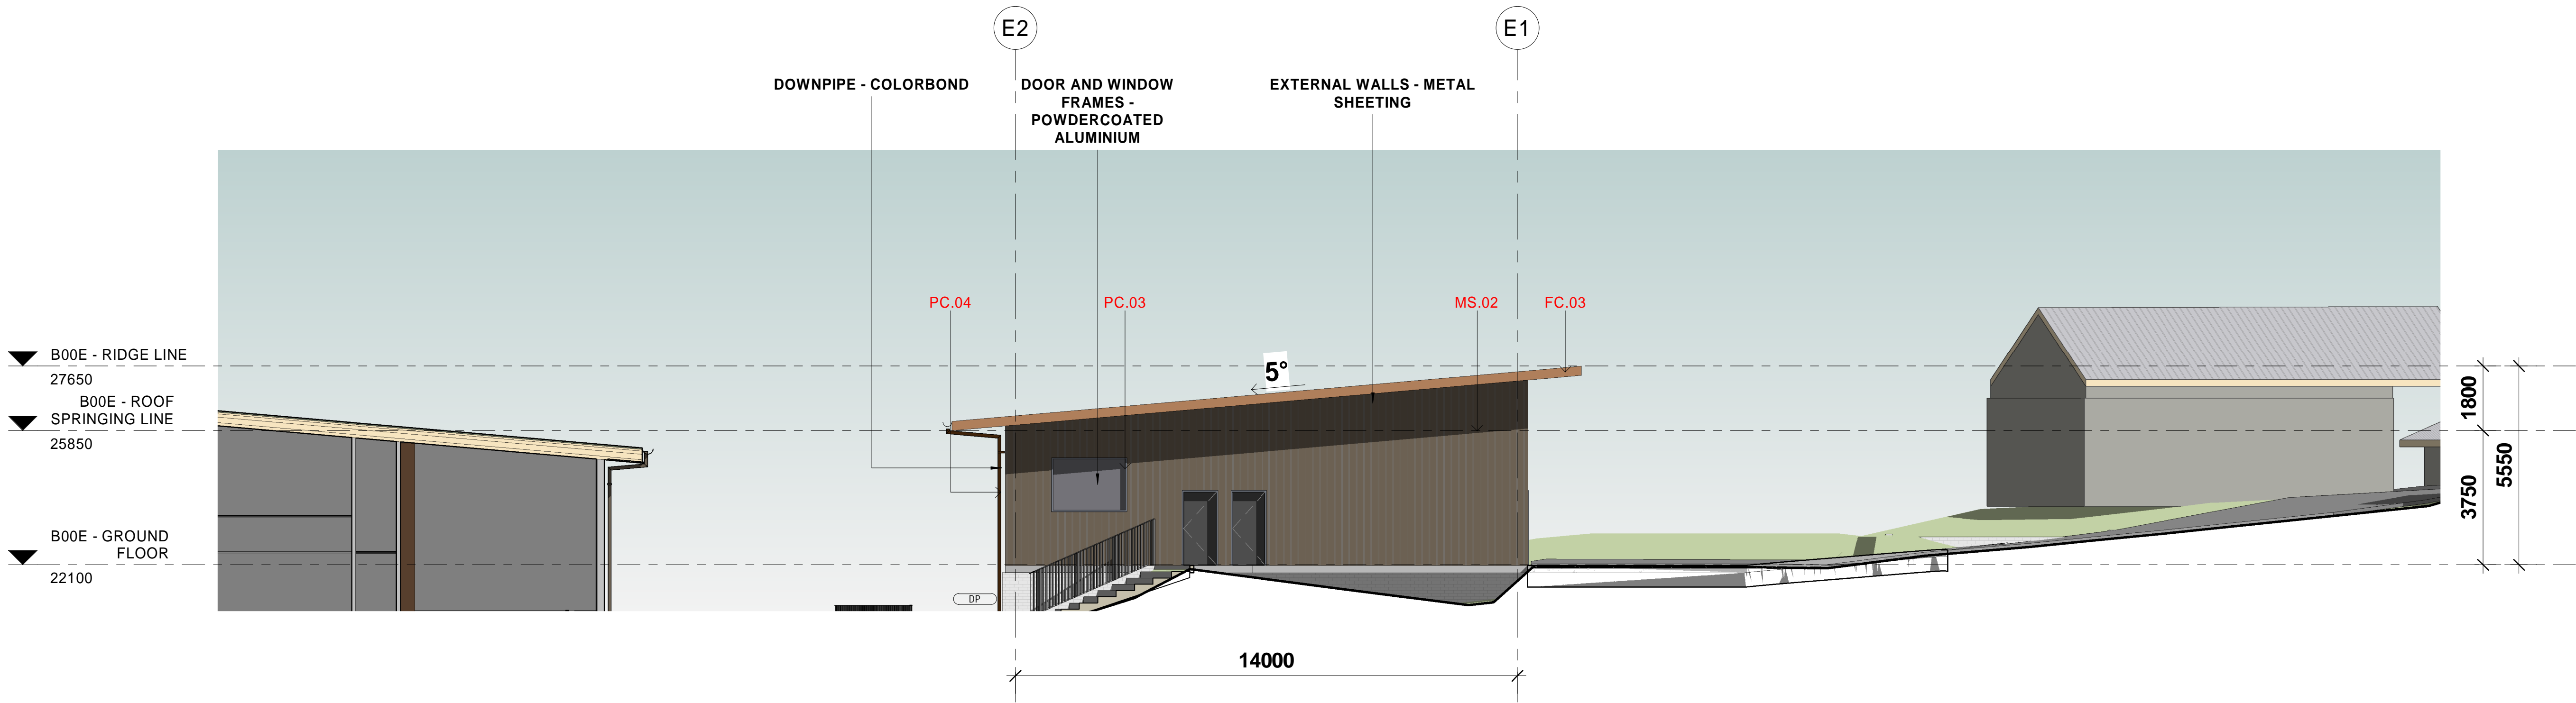 E2
E1
DOWNPIPE - COLORBOND
DOOR AND WINDOW
FRAMES -
POWDERCOATED
ALUMINIUM
EXTERNAL WALLS - METAL
SHEETING
PC.04
PC.03
MS.02
FC.03
B00E - RIDGE LINE
27650
B00E - ROOF
SPRINGING LINE
25850
B00E - GROUND
FLOOR
22100
5°
1800
5550
3750
DP
14000